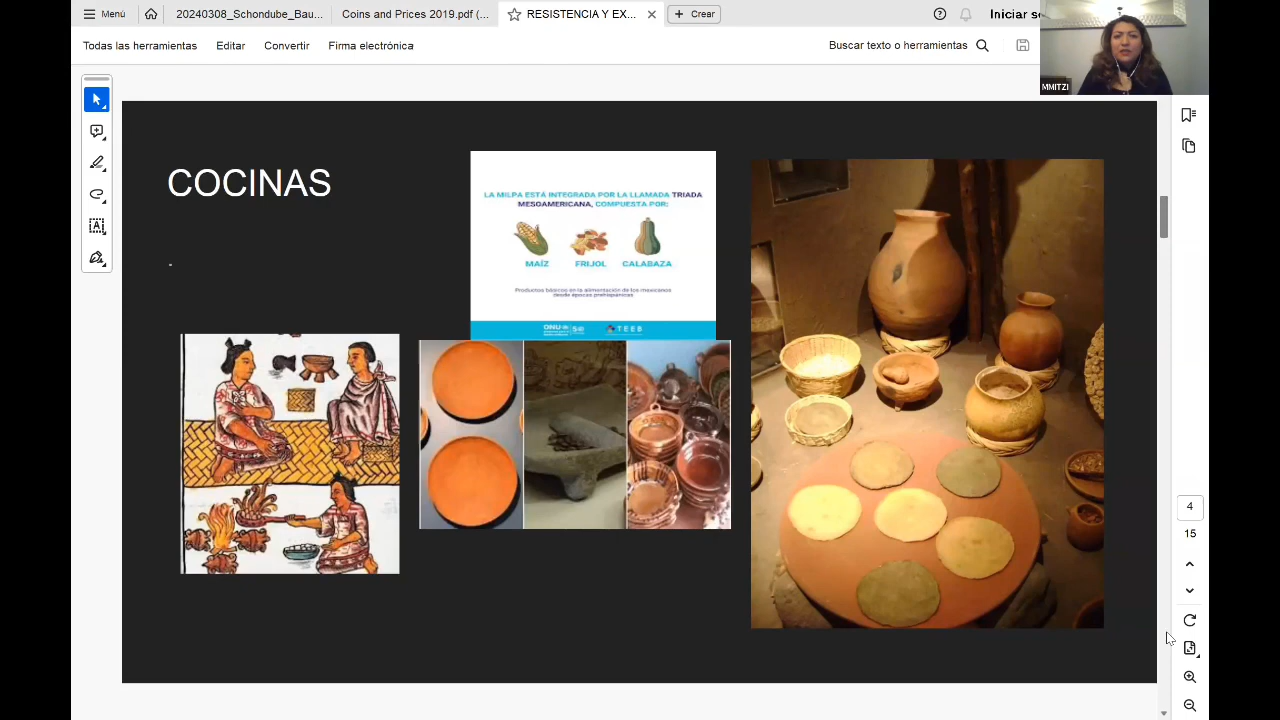 Menú
20240308_Schondube_Bau...
Coins and Prices 2019.pdf (...
RESISTENCIA Y EX...
Crear
Iniciar se
Todas las herramientas
Editar
Convertir
Firma electrónica
Buscar texto o herramientas
MMITZI
COCINAS
LA MILPA ESTÁ INTEGRADA POR LA LLAMADA TRIADA
MESOAMERICANA, COMPUESTA POR:
MAÍZ
FRIJOL
CALABAZA
Productos básicos en la alimentación de los mexicanos
desde épocas prehispánicas
ONU
TEEB
4
15